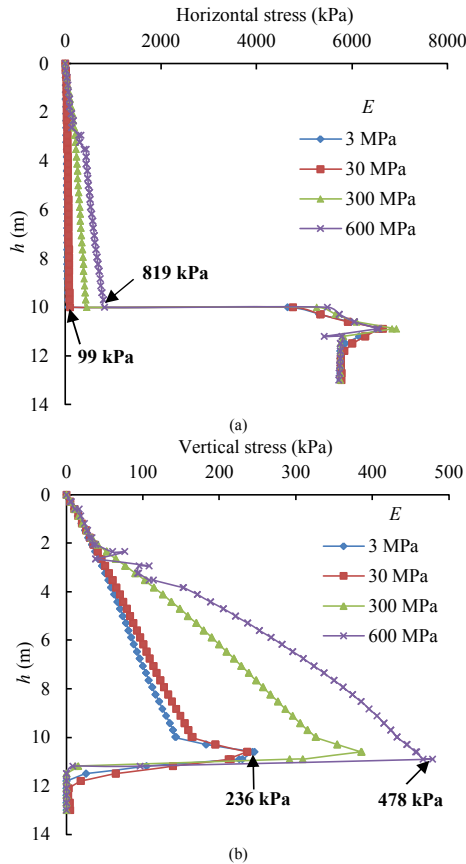 Horizontal stress (kPa)
0 2000 4000 6000 8000
0
2
4
6
8
10
12
14
h (m)
E
3 MPa
30 MPa
300 MPa
600 MPa
819 kPa
99 kPa
(a)
Vertical stress (kPa)
0 100 200 300 400 500
0
2
4
6
8
10
12
14
h (m)
E
3 MPa
30 MPa
300 MPa
600 MPa
236 kPa
478 kPa
(b)